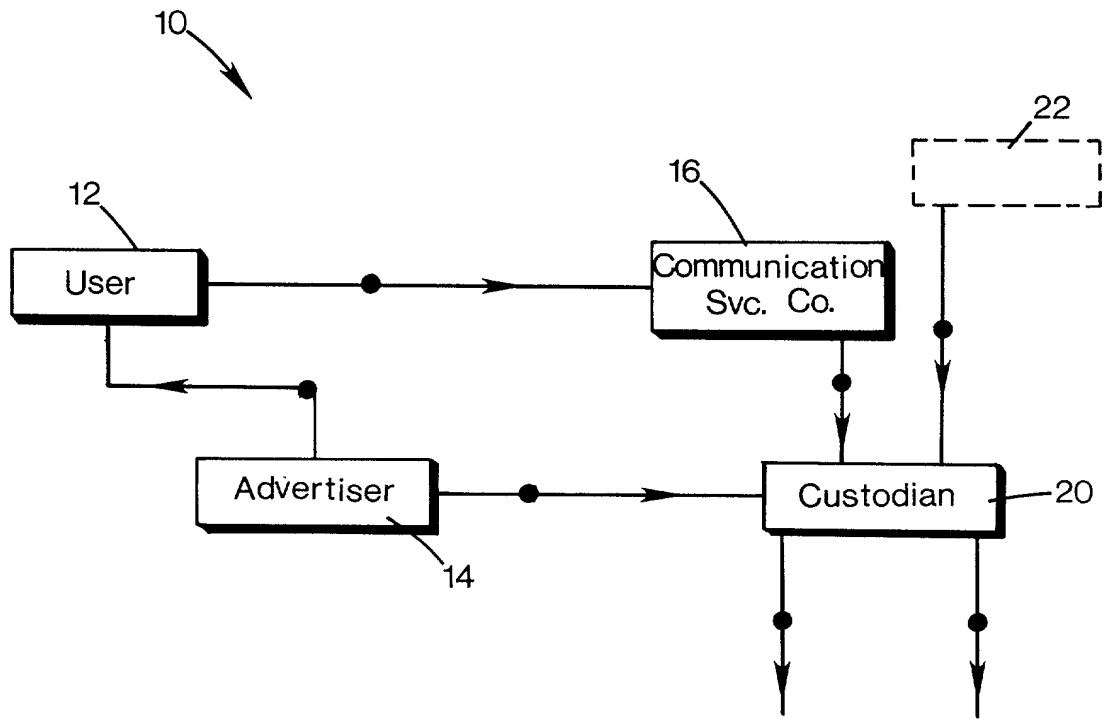 10
22
12
16
User
Communication
Svc. Co.
Advertiser
Custodian
20
14